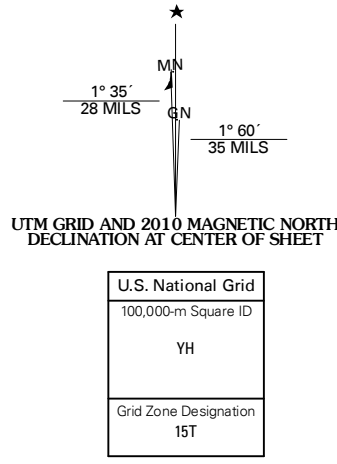 ★
MN
1° 35´
28 MILS
GN
1° 60´
35 MILS
UTM GRID AND 2010 MAGNETIC NORTH
DECLINATION AT CENTER OF SHEET
U.S. National Grid
100,000-m Square ID
YH
Grid Zone Designation
15T